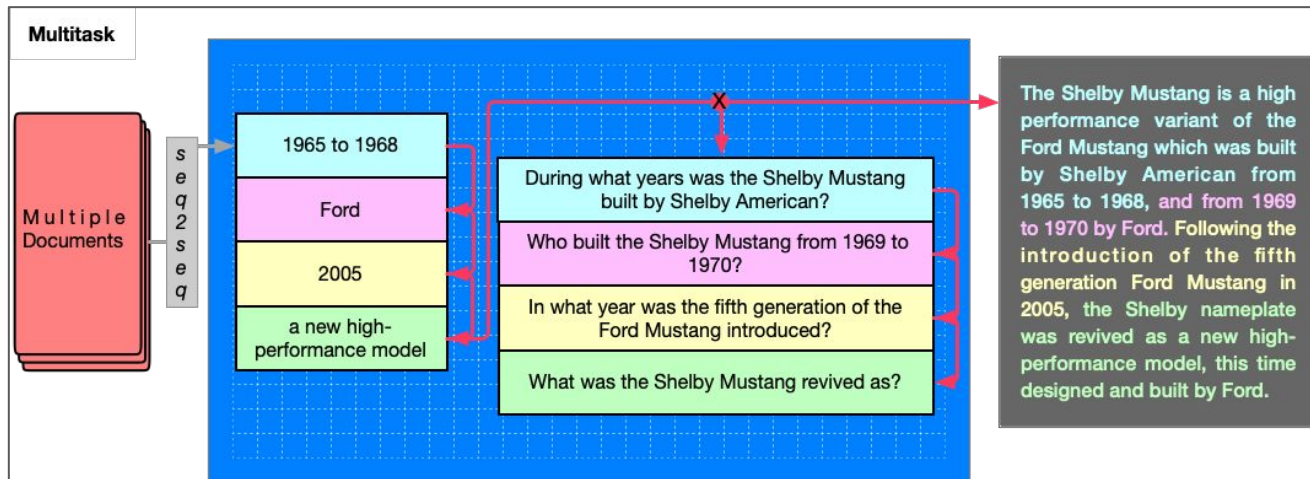 Multitask
Multiple
Documents
seq2seq
1965 to 1968
Ford
2005
a new high-
performance model
X
During what years was the Shelby Mustang
built by Shelby American?
Who built the Shelby Mustang from 1969 to
1970?
In what year was the fifth generation of the
Ford Mustang introduced?
What was the Shelby Mustang revived as?
The Shelby Mustang is a high
performance variant of the
Ford Mustang which was built
by Shelby American from
1965 to 1968, and from 1969
to 1970 by Ford. Following the
introduction of the fifth
generation Ford Mustang in
2005, the Shelby nameplate
was revived as a new high-
performance model, this time
designed and built by Ford.